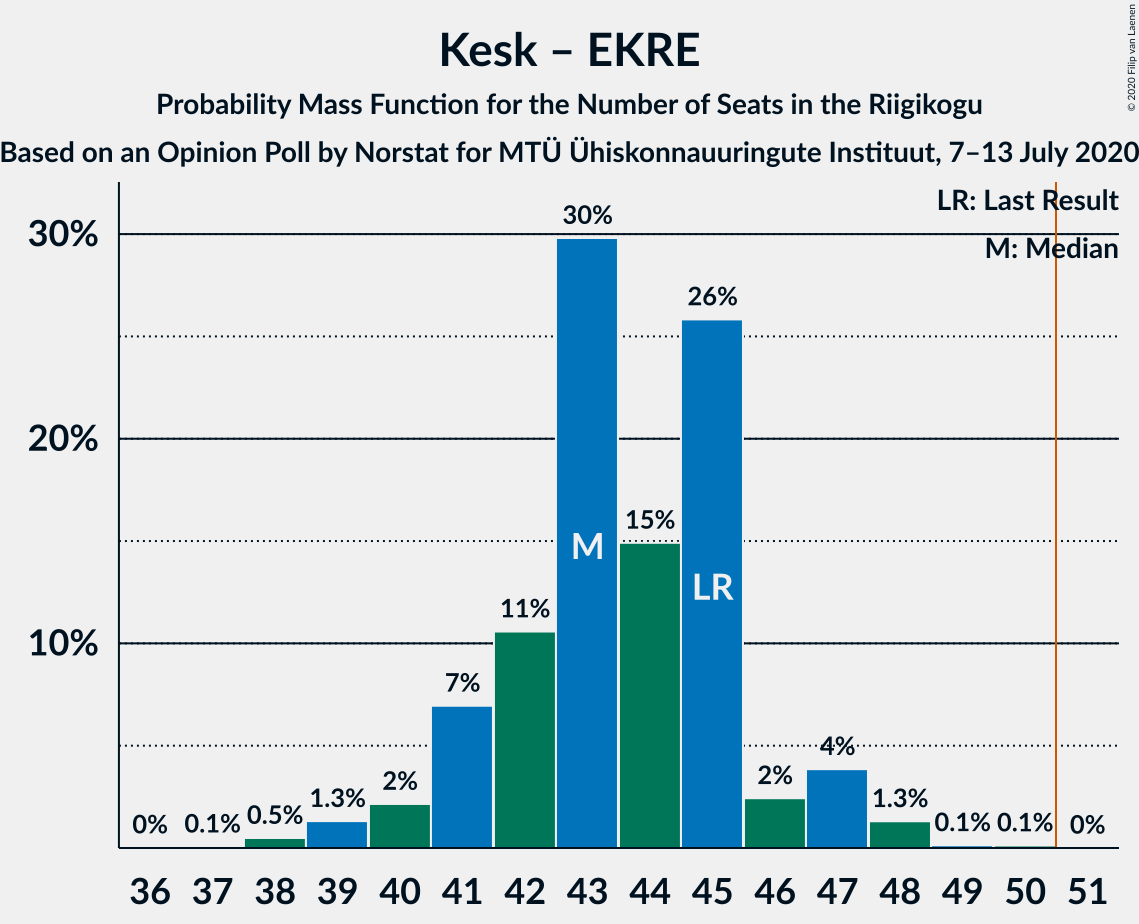 Kesk – EKRE
Probability Mass Function for the Number of Seats in the Riigikogu
Based on an Opinion Poll by Norstat for MTÜ Ühiskonnauuringute Instituut, 7–13 July 2020
© 2020 Filip van Laenen
LR: Last Result
M: Median
30%
20%
10%
0%
0.1%
0.5%
1.3%
2%
7%
11%
30%
15%
26%
2%
4%
1.3%
0.1%
0.1%
0%
M
LR
36 37 38 39 40 41 42 43 44 45 46 47 48 49 50 51